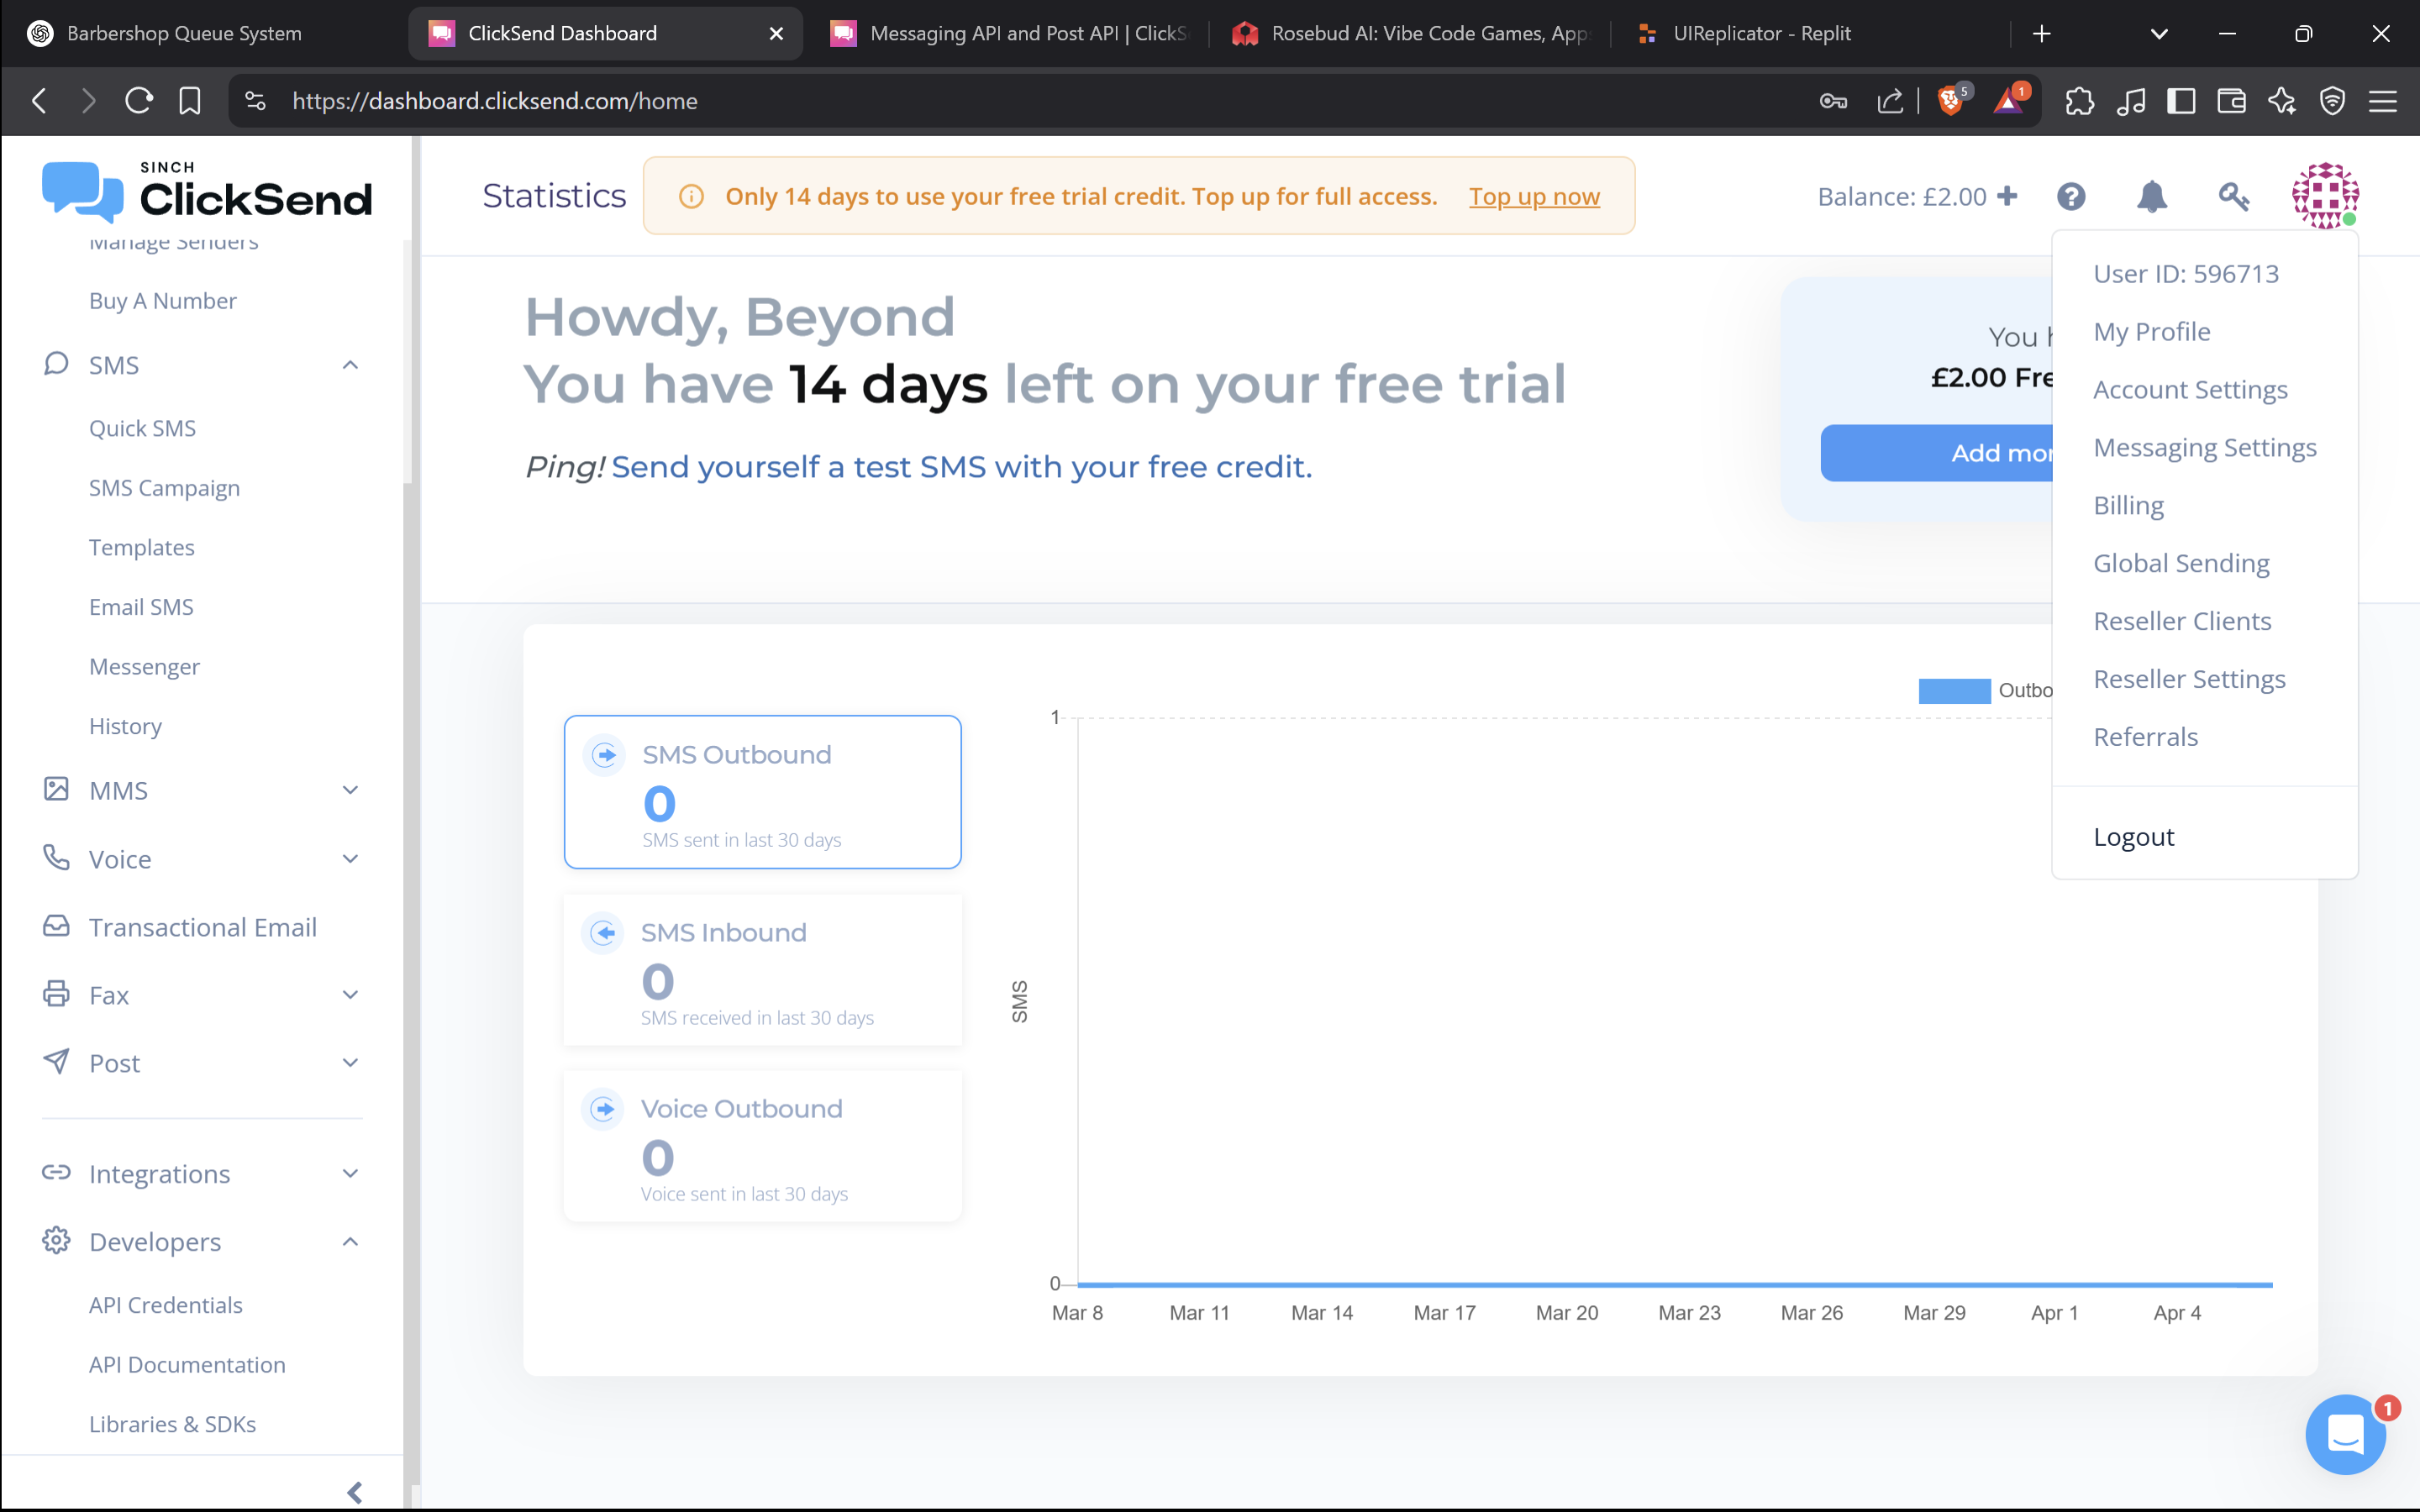 Barbershop Queue System
ClickSend Dashboard
Messaging API and Post API | ClickS
Rosebud AI: Vibe Code Games, App
UIReplicator - Replit
https://dashboard.clicksend.com/home
5
1
SINCH
ClickSend
Manage Senders
Buy A Number
SMS
Quick SMS
SMS Campaign
Templates
Email SMS
Messenger
History
MMS
Voice
Transactional Email
Fax
Post
Integrations
Developers
API Credentials
API Documentation
Libraries & SDKs
Statistics
Only 14 days to use your free trial credit. Top up for full access. Top up now
Balance: £2.00
Howdy, Beyond
You have 14 days left on your free trial
Ping! Send yourself a test SMS with your free credit.
You h
£2.00 Fre
Add mor
User ID: 596713
My Profile
Account Settings
Messaging Settings
Billing
Global Sending
Reseller Clients
Reseller Settings
Referrals
Logout
SMS Outbound
0
SMS sent in last 30 days
SMS Inbound
0
SMS received in last 30 days
Voice Outbound
0
Voice sent in last 30 days
Outbo
1
SMS
0
Mar 8 Mar 11 Mar 14 Mar 17 Mar 20 Mar 23 Mar 26 Mar 29 Apr 1 Apr 4
1